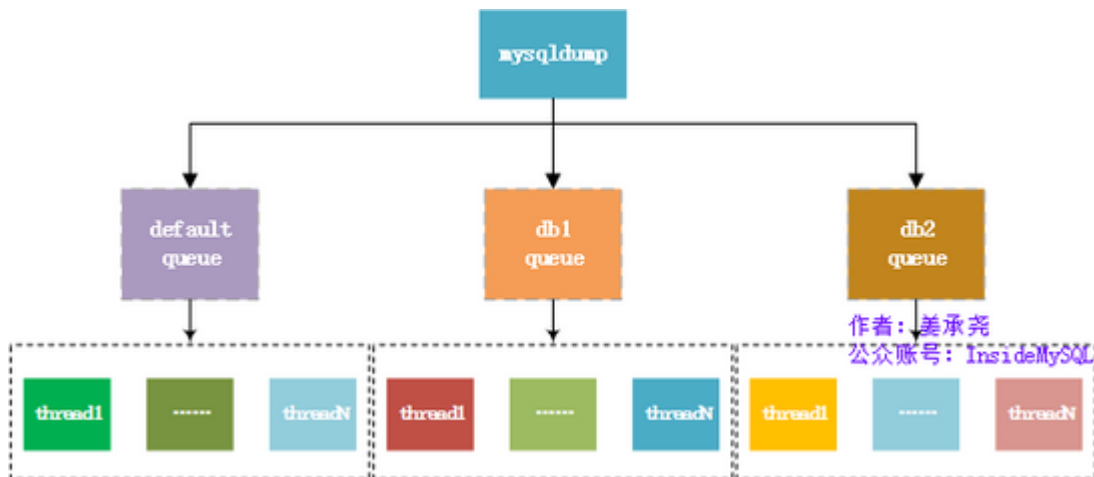 mysqldump
default
queue
db1
queue
db2
queue
作者：姜承尧
公众账号：InsideMySQL
thread1
------
threadN
thread1
------
threadN
thread1
------
threadN